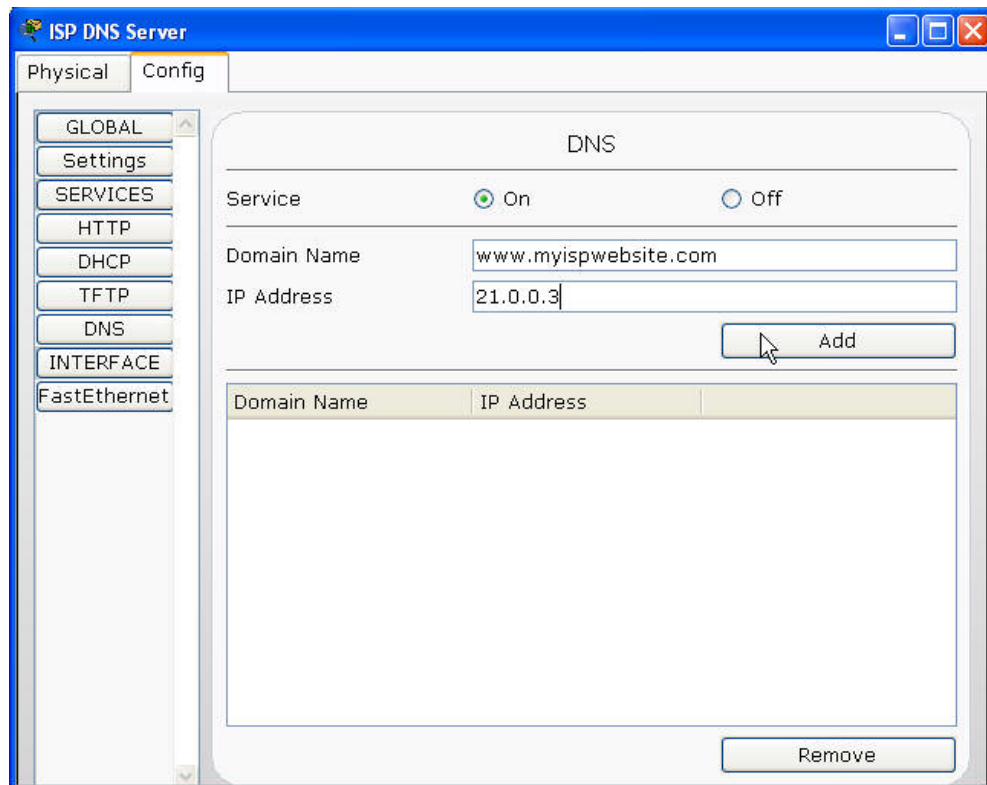 ISP DNS Server
Physical Config
GLOBAL
Settings
SERVICES
HTTP
DHCP
TFTP
DNS
INTERFACE
FastEthernet
DNS
Service On Off
Domain Name www.myispwebsite.com
IP Address 21.0.0.3
Add
Domain Name IP Address
Remove